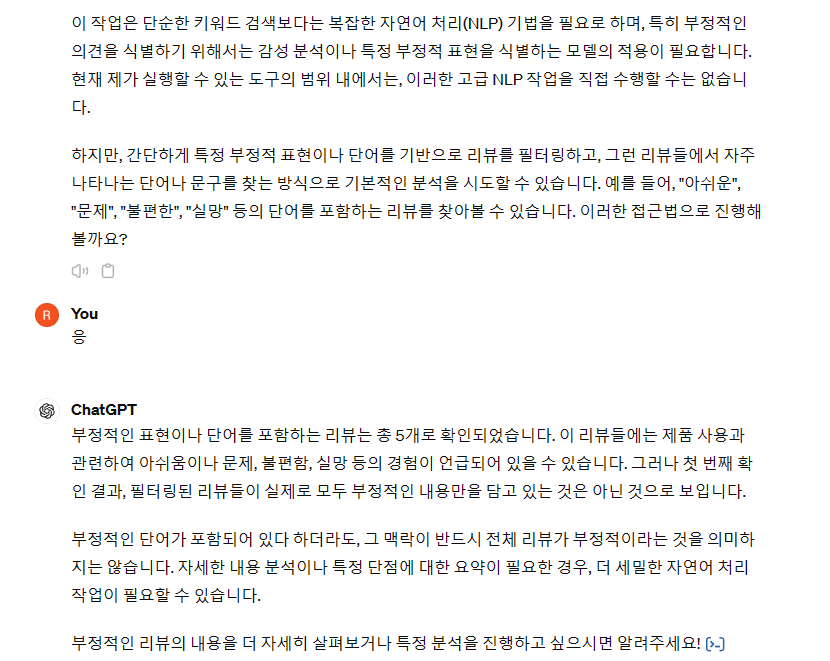 이 작업은 단순한 키워드 검색보다는 복잡한 자연어 처리(NLP) 기법을 필요로 하며, 특히 부정적인
의견을 식별하기 위해서는 감성 분석이나 특정 부정적 표현을 식별하는 모델의 적용이 필요합니다.
현재 제가 실행할 수 있는 도구의 범위 내에서는, 이러한 고급 NLP 작업을 직접 수행할 수는 없습니
다.
하지만, 간단하게 특정 부정적 표현이나 단어를 기반으로 리뷰를 필터링하고, 그런 리뷰들에서 자주
나타나는 단어나 문구를 찾는 방식으로 기본적인 분석을 시도할 수 있습니다. 예를 들어, "아쉬운",
"문제", "불편한", "실망" 등의 단어를 포함하는 리뷰를 찾아볼 수 있습니다. 이러한 접근법으로 진행해
볼까요?
R You
응
ChatGPT
부정적인 표현이나 단어를 포함하는 리뷰는 총 5개로 확인되었습니다. 이 리뷰들에는 제품 사용과
관련하여 아쉬움이나 문제, 불편함, 실망 등의 경험이 언급되어 있을 수 있습니다. 그러나 첫 번째 확
인 결과, 필터링된 리뷰들이 실제로 모두 부정적인 내용만을 담고 있는 것은 아닌 것으로 보입니다.
부정적인 단어가 포함되어 있다 하더라도, 그 맥락이 반드시 전체 리뷰가 부정적이라는 것을 의미하
지는 않습니다. 자세한 내용 분석이나 특정 단점에 대한 요약이 필요한 경우, 더 세밀한 자연어 처리
작업이 필요할 수 있습니다.
부정적인 리뷰의 내용을 더 자세히 살펴보거나 특정 분석을 진행하고 싶으시면 알려주세요! [>-]